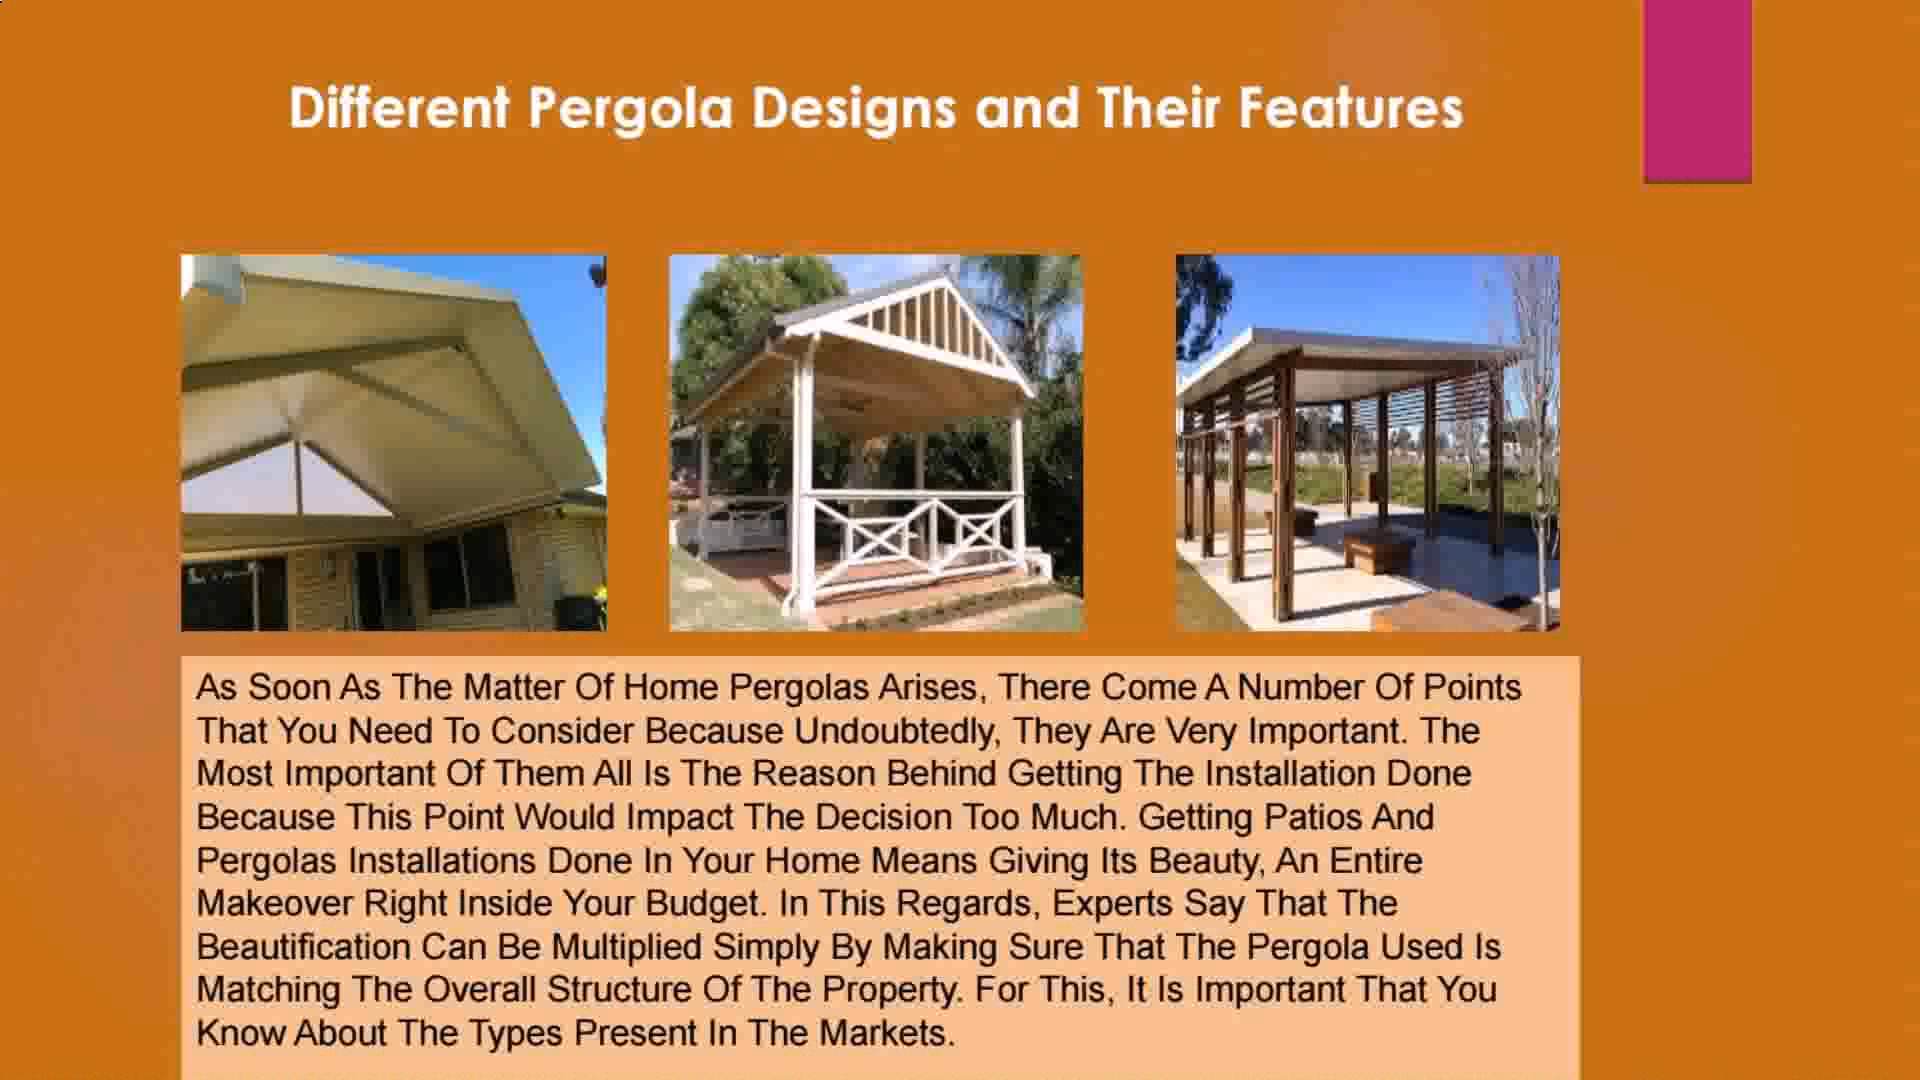 Different Pergola Designs and Their Features
As Soon As The Matter Of Home Pergolas Arises, There Come A Number Of Points
That You Need To Consider Because Undoubtedly, They Are Very Important. The
Most Important Of Them All Is The Reason Behind Getting The Installation Done
Because This Point Would Impact The Decision Too Much. Getting Patios And
Pergolas Installations Done In Your Home Means Giving Its Beauty, An Entire
Makeover Right Inside Your Budget. In This Regards, Experts Say That The
Beautification Can Be Multiplied Simply By Making Sure That The Pergola Used Is
Matching The Overall Structure Of The Property. For This, It Is Important That You
Know About The Types Present In The Markets.